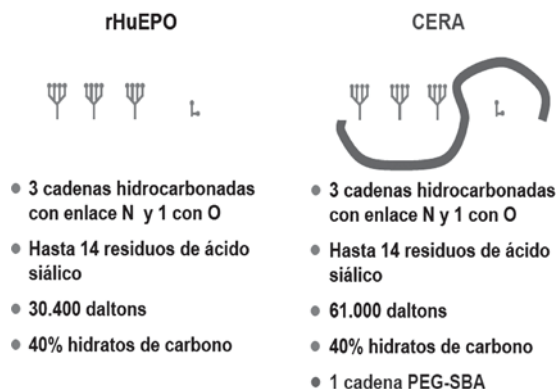 rHuEPO
● 3 cadenas hidrocarbonadas
con enlace N y 1 con O
● Hasta 14 residuos de ácido
siálico
● 30.400 daltons
● 40% hidratos de carbono
CERA
● 3 cadenas hidrocarbonadas
con enlace N y 1 con O
● Hasta 14 residuos de ácido
siálico
● 61.000 daltons
● 40% hidratos de carbono
● 1 cadena PEG-SBA